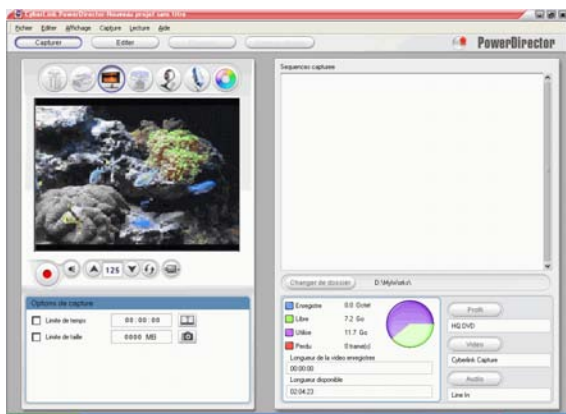 CyberLink PowerDirector-Nouveau projet sans titre
Fichier Editer Affichage Capture Lecture Aide
Capturer Editer
PowerDirector
Sequences capturees
125
Changer de dossier D:\MyWorks\
Options de capture
Limite de temps 00:00:00
Limite de taille 0000 MB
Enregistre 0.0 Octet
Libre 7.2 Go
Utilise 11.7 Go
Perdu 0 trame(s)
Longueur de la video enregistree
00:00:00
Longueur disponible
02:04:23
Profil
HQ DVD
Video
Cyberlink Capture
Audio
Line In